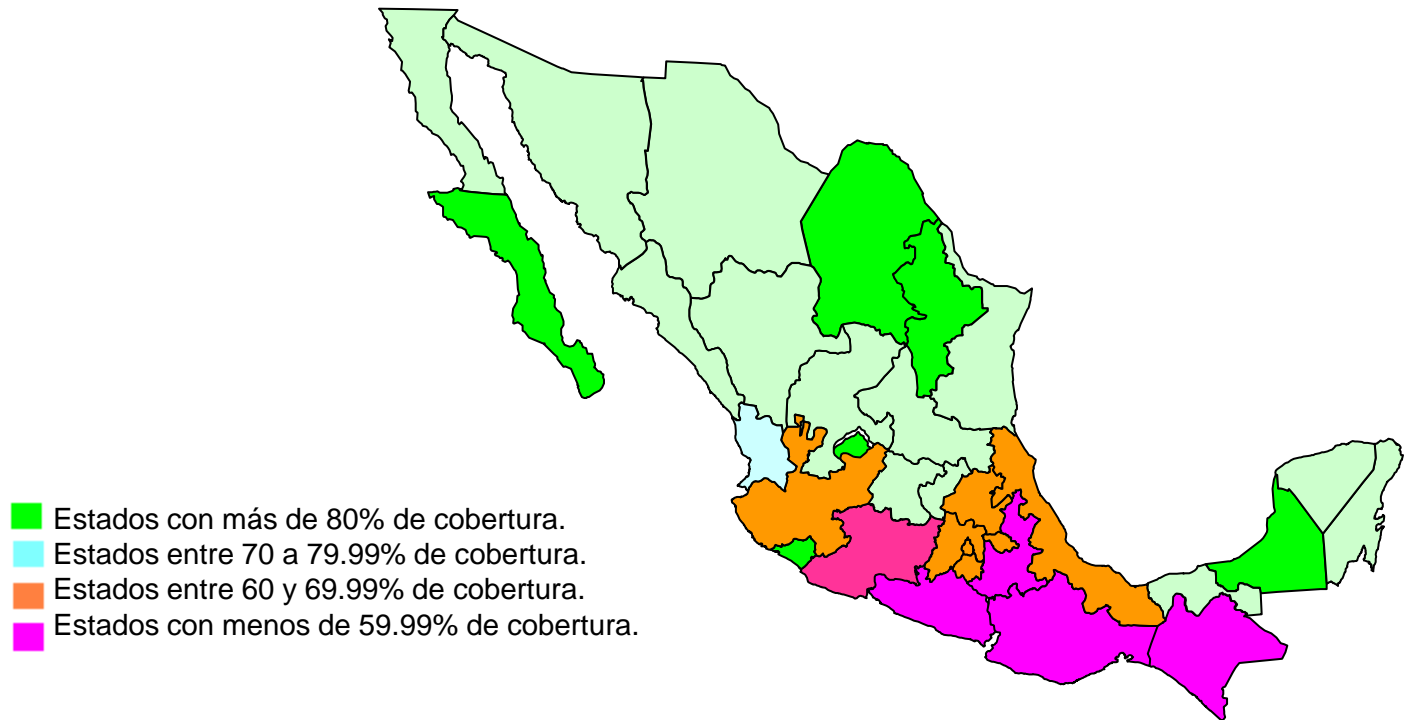 Estados con más de 80% de cobertura.
Estados entre 70 a 79.99% de cobertura.
Estados entre 60 y 69.99% de cobertura.
Estados con menos de 59.99% de cobertura.